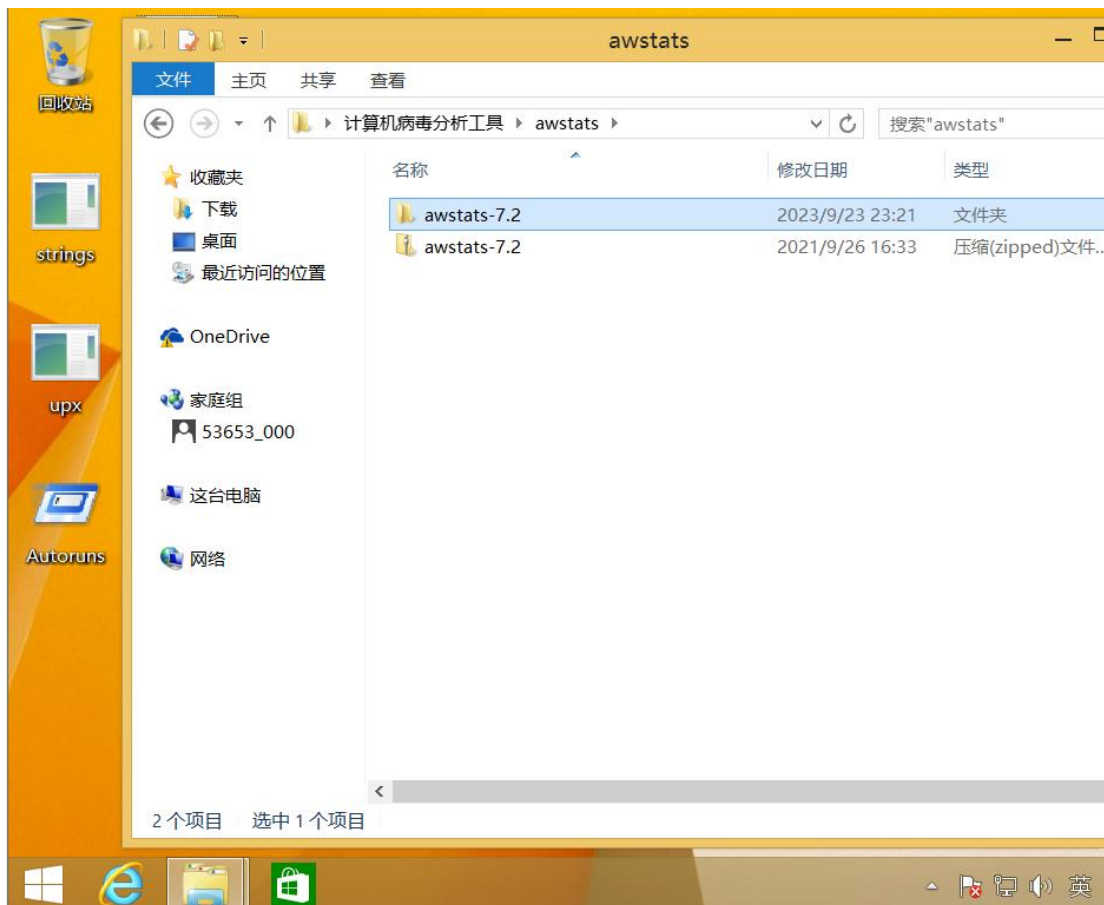 回收站
strings
upx
Autoruns
awstats
文件 主页 共享 查看
计算机病毒分析工具 awstats
搜索"awstats"
收藏夹
下载
桌面
最近访问的位置
OneDrive
家庭组
53653_000
这台电脑
网络
名称 修改日期 类型
awstats-7.2 2023/9/23 23:21 文件夹
awstats-7.2 2021/9/26 16:33 压缩(zipped)文件...
2 个项目 选中 1 个项目
英